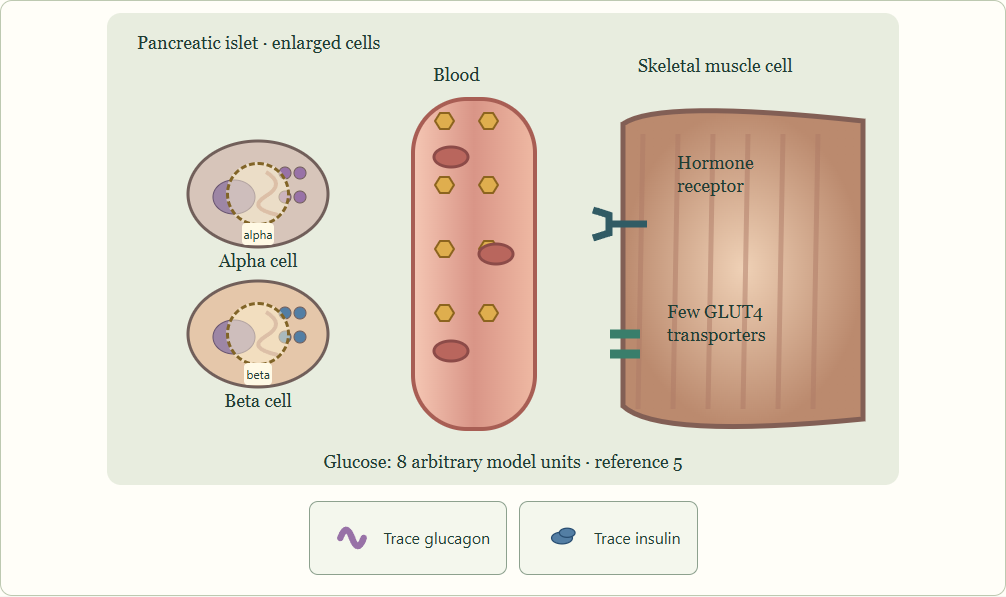 Pancreatic islet · enlarged cells
Blood
Skeletal muscle cell
Hormone
receptor
alpha
Alpha cell
Few GLUT4
transporters
beta
Beta cell
Glucose: 8 arbitrary model units · reference 5
Trace glucagon
Trace insulin